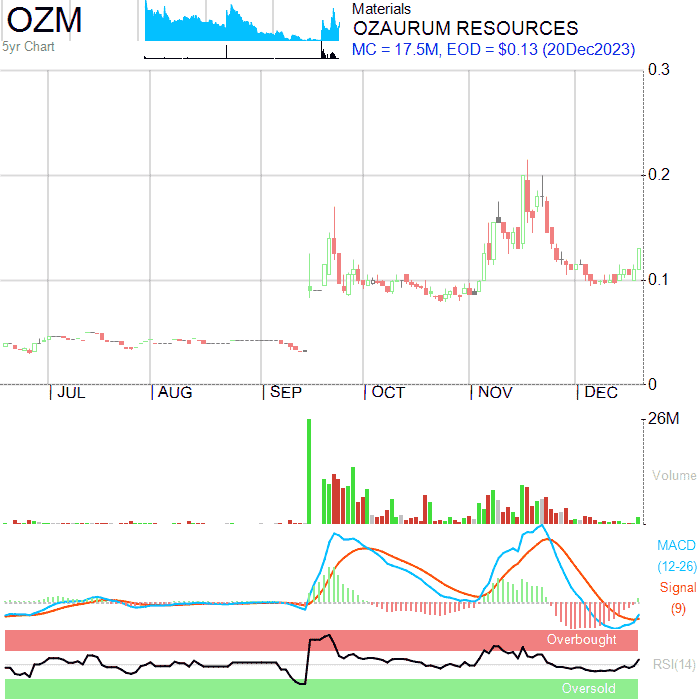 OZM
5yr Chart
Materials
OZAURUM RESOURCES
MC = 17.5M, EOD = $0.13 (20Dec2023)
0.3
0.2
0.1
0
JUL AUG SEP OCT NOV DEC
26M
Volume
MACD
(12-26)
Signal
(9)
Overbought
RSI(14)
Oversold